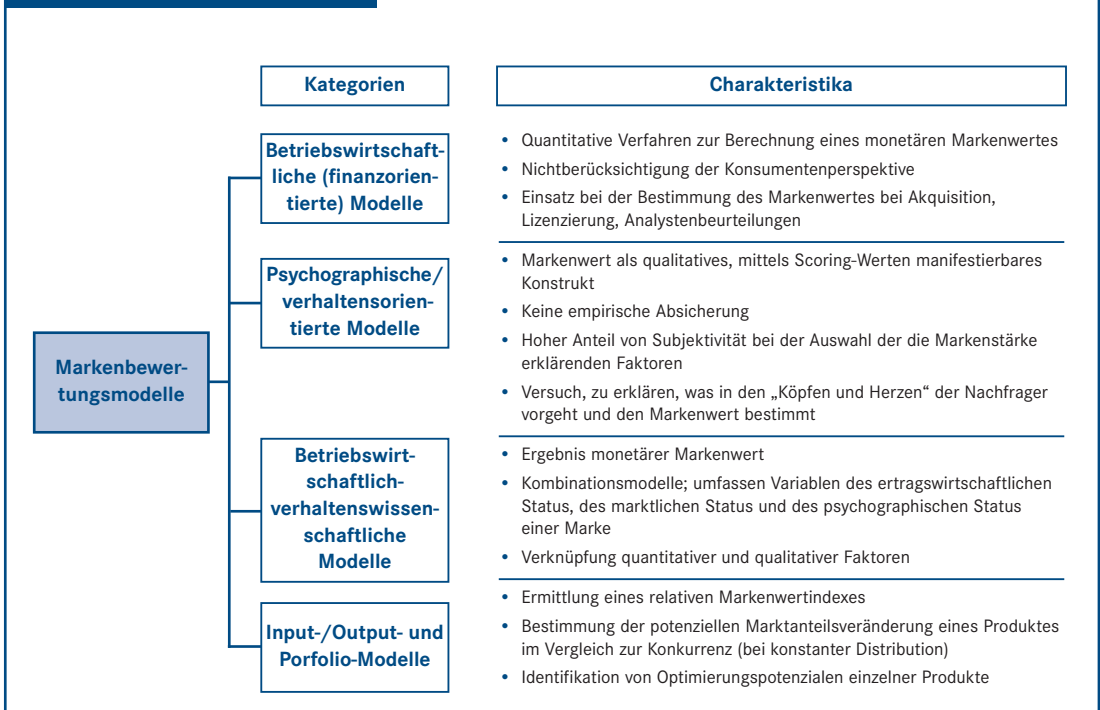 Kategorien
Charakteristika
Markenbewer-
tungsmodelle
Betriebswirtschaft-
liche (finanzorien-
tierte) Modelle
• Quantitative Verfahren zur Berechnung eines monetären Markenwertes
• Nichtberücksichtigung der Konsumentenperspektive
• Einsatz bei der Bestimmung des Markenwertes bei Akquisition,
Lizenzierung, Analystenbeurteilungen
Psychographische/
verhaltensorien-
tierte Modelle
• Markenwert als qualitatives, mittels Scoring-Werten manifestierbares
Konstrukt
• Keine empirische Absicherung
• Hoher Anteil von Subjektivität bei der Auswahl der die Markenstärke
erklärenden Faktoren
• Versuch, zu erklären, was in den „Köpfen und Herzen“ der Nachfrager
vorgeht und den Markenwert bestimmt
Betriebswirt-
schaftlich-
verhaltenswissen-
schaftliche
Modelle
• Ergebnis monetärer Markenwert
• Kombinationsmodelle; umfassen Variablen des ertragswirtschaftlichen
Status, des marktlichen Status und des psychographischen Status
einer Marke
• Verknüpfung quantitativer und qualitativer Faktoren
Input-/Output- und
Porfolio-Modelle
• Ermittlung eines relativen Markenwertindexes
• Bestimmung der potenziellen Marktanteilsveränderung eines Produktes
im Vergleich zur Konkurrenz (bei konstanter Distribution)
• Identifikation von Optimierungspotenzialen einzelner Produkte